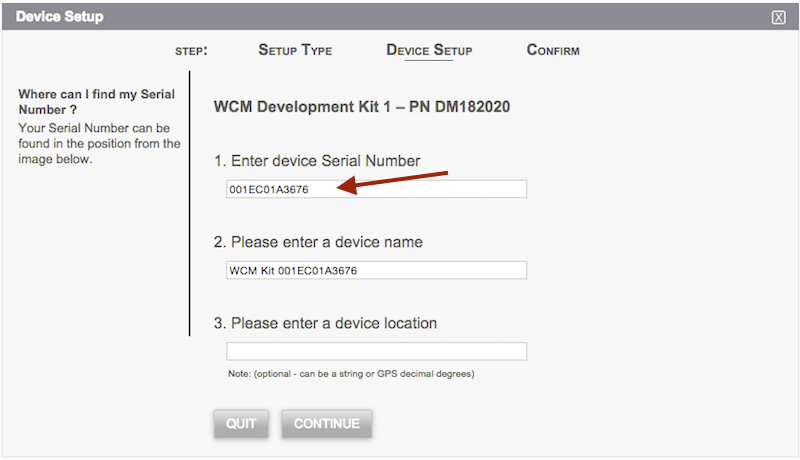 Device Setup
X
STEP: SETUP TYPE DEVICE SETUP CONFIRM
Where can I find my Serial
Number ?
Your Serial Number can be
found in the position from the
image below.
WCM Development Kit 1 – PN DM182020
1. Enter device Serial Number
001EC01A3676
2. Please enter a device name
WCM Kit 001EC01A3676
3. Please enter a device location
Note: (optional - can be a string or GPS decimal degrees)
QUIT CONTINUE